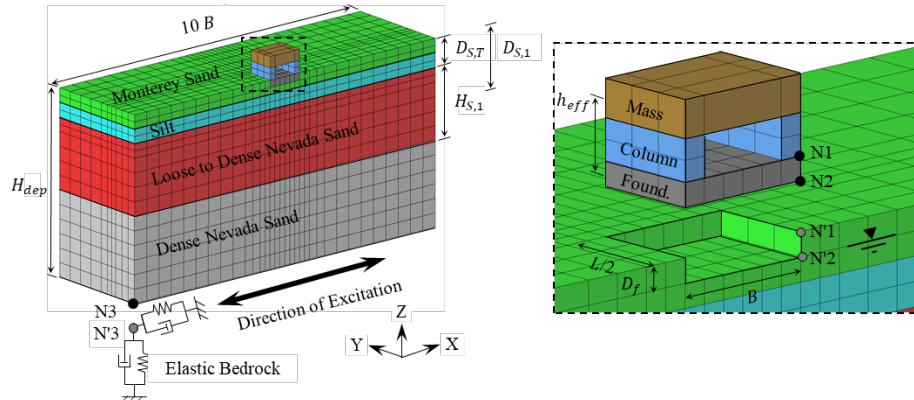 10 B
D_{S,T}
D_{S,1}
Monterey Sand
Silt
H_{S,1}
Loose to Dense Nevada Sand
H_{dep}
Dense Nevada Sand
N3
N'3
Direction of Excitation
Z
Y
X
Elastic Bedrock
h_{eff}
Mass
Column
N1
Found.
N2
N'1
N'2
L/2
D_f
B